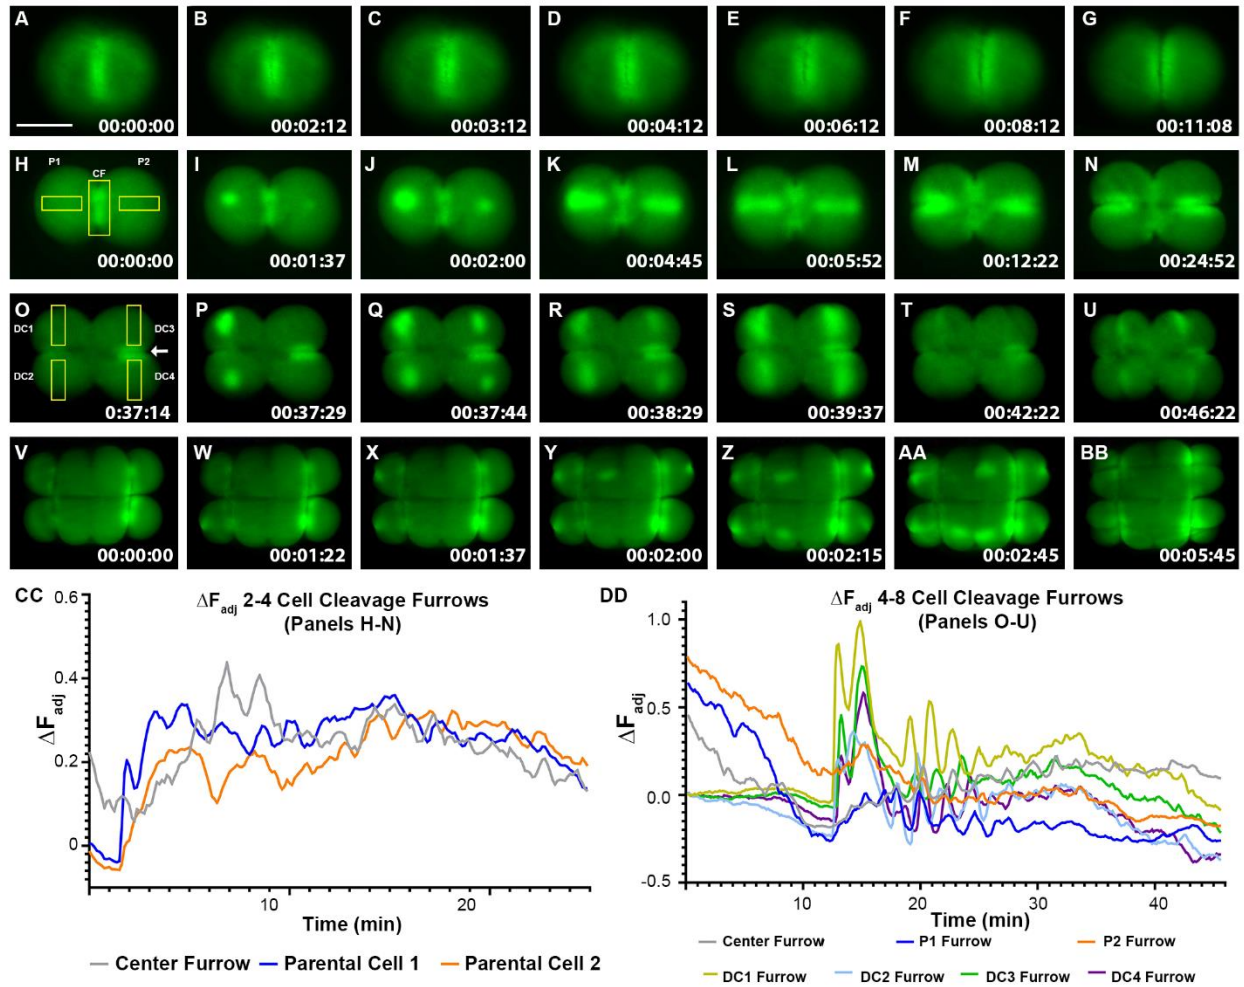 A B C D E F G
00:00:00 00:02:12 00:03:12 00:04:12 00:06:12 00:08:12 00:11:08
H P1 CF P2 I J K L M N
00:00:00 00:01:37 00:02:00 00:04:45 00:05:52 00:12:22 00:24:52
O P Q R S T U
DC1 DC3
DC2 DC4
0:37:14 00:37:29 00:37:44 00:38:29 00:39:37 00:42:22 00:46:22
V W X Y Z AA BB
00:00:00 00:01:22 00:01:37 00:02:00 00:02:15 00:02:45 00:05:45
CC
ΔFadj 2-4 Cell Cleavage Furrows
(Panels H-N)
0.6
0.4
0.2
0
ΔFadj
10 20
Time (min)
Center Furrow Parental Cell 1 Parental Cell 2
DD
ΔFadj 4-8 Cell Cleavage Furrows
(Panels O-U)
1.0
0.5
0.0
-0.5
ΔFadj
10 20 30 40
Time (min)
Center Furrow P1 Furrow P2 Furrow
DC1 Furrow DC2 Furrow DC3 Furrow DC4 Furrow